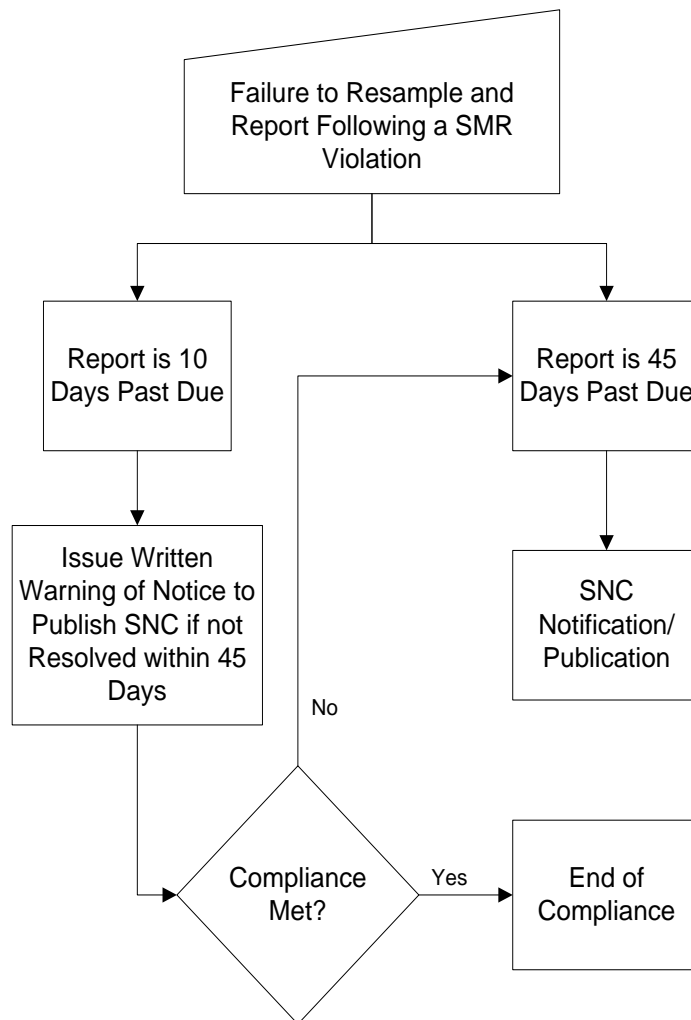 Failure to Resample and
Report Following a SMR
Violation
Report is 10
Days Past Due
Report is 45
Days Past Due
Issue Written
Warning of Notice to
Publish SNC if not
Resolved within 45
Days
SNC
Notification/
Publication
No
Compliance
Met?
Yes
End of
Compliance